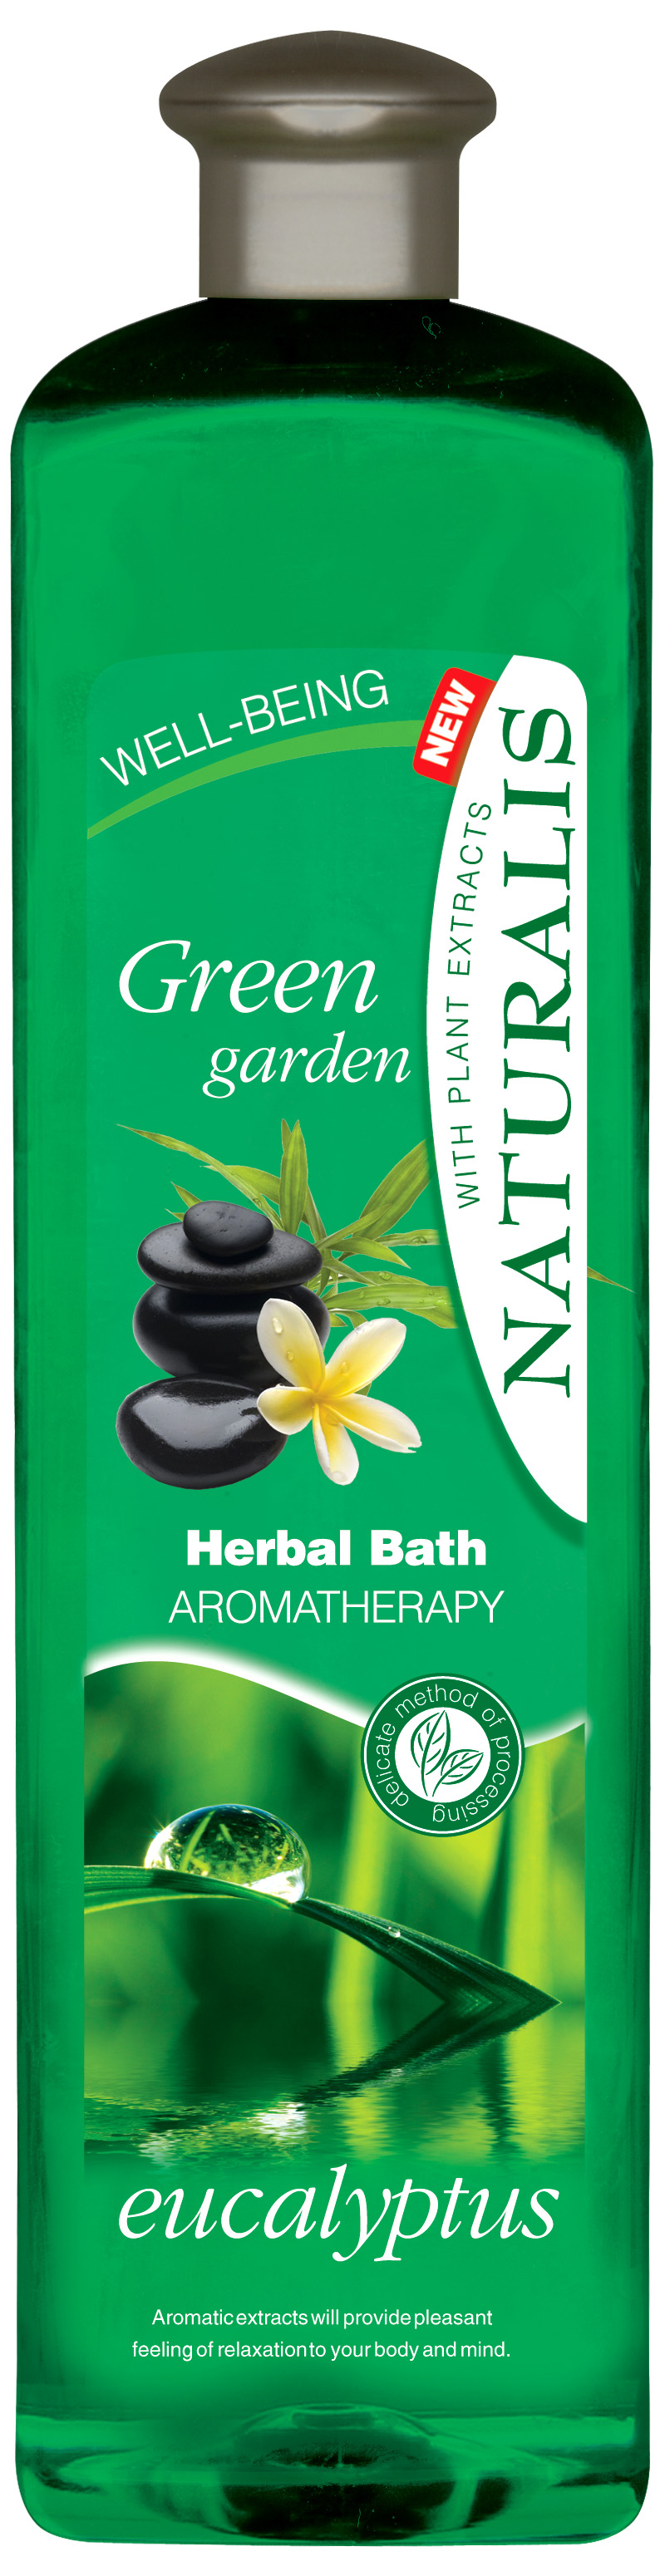 WELL-BEING
NEW
WITH PLANT EXTRACTS
NATURALIS
Green
garden
Herbal Bath
AROMATHERAPY
delicate method of processing
eucalyptus
Aromatic extracts will provide pleasant
feeling of relaxation to your body and mind.